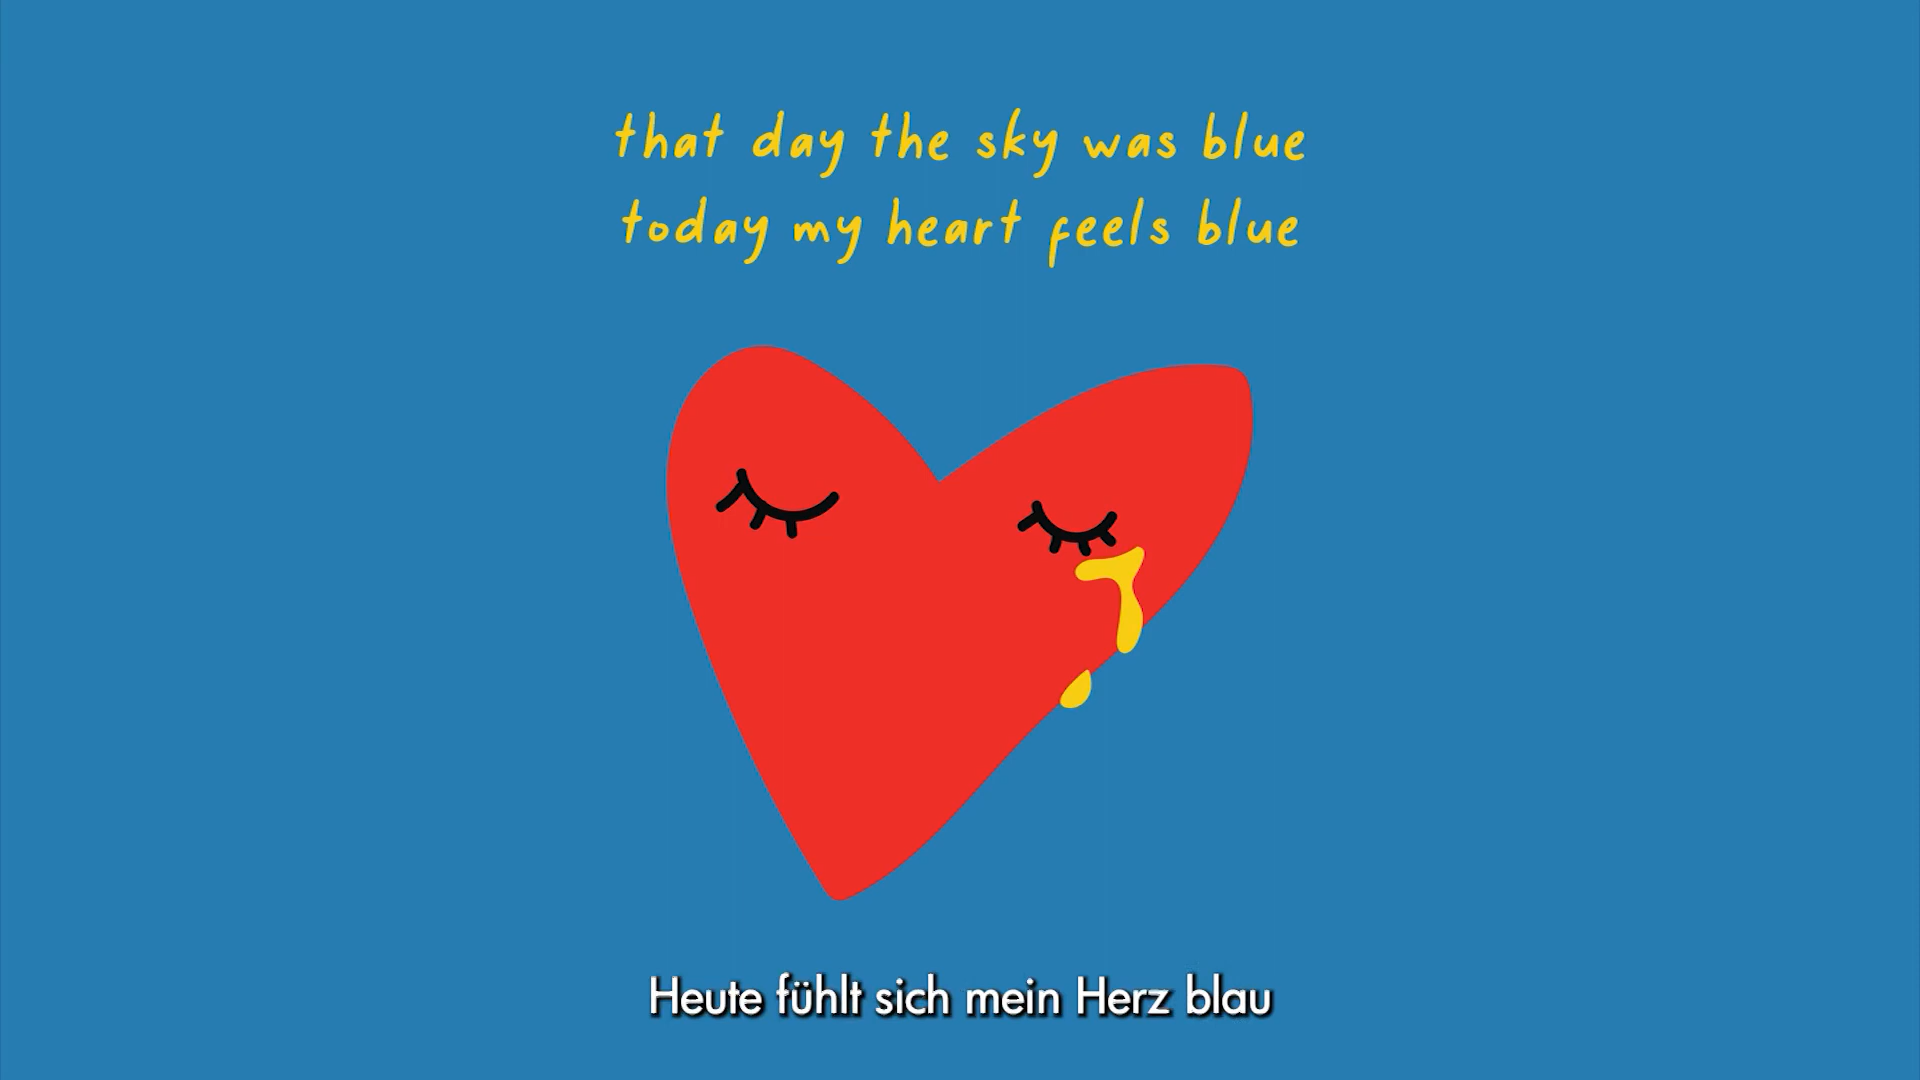 that day the sky was blue
today my heart feels blue
Heute fühlt sich mein Herz blau